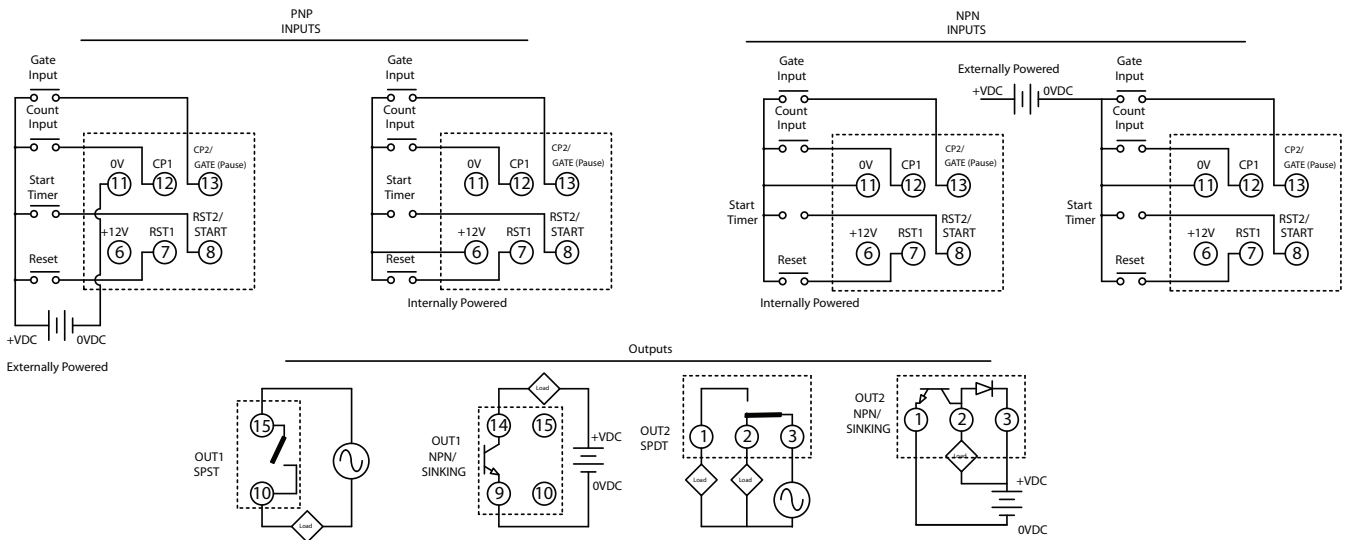 PNP
INPUTS
NPN
INPUTS
Gate
Input
Count
Input
Start
Timer
Reset
0V
CP1
CP2/
GATE (Pause)
11
12
13
+12V
RST1
RST2/
START
6
7
8
+VDC
0VDC
Externally Powered
Gate
Input
Count
Input
Start
Timer
Reset
0V
CP1
CP2/
GATE (Pause)
11
12
13
+12V
RST1
RST2/
START
6
7
8
Internally Powered
Gate
Input
Count
Input
Start
Timer
Reset
0V
CP1
CP2/
GATE (Pause)
11
12
13
+12V
RST1
RST2/
START
6
7
8
Internally Powered
Externally Powered
+VDC
0VDC
Gate
Input
Count
Input
Start
Timer
Reset
0V
CP1
CP2/
GATE (Pause)
11
12
13
+12V
RST1
RST2/
START
6
7
8
Outputs
OUT1
SPST
15
10
Load
OUT1
NPN/
SINKING
Load
14
15
9
10
+VDC
0VDC
OUT2
SPDT
1
2
3
Load
Load
OUT2
NPN/
SINKING
1
2
3
Load
+VDC
0VDC